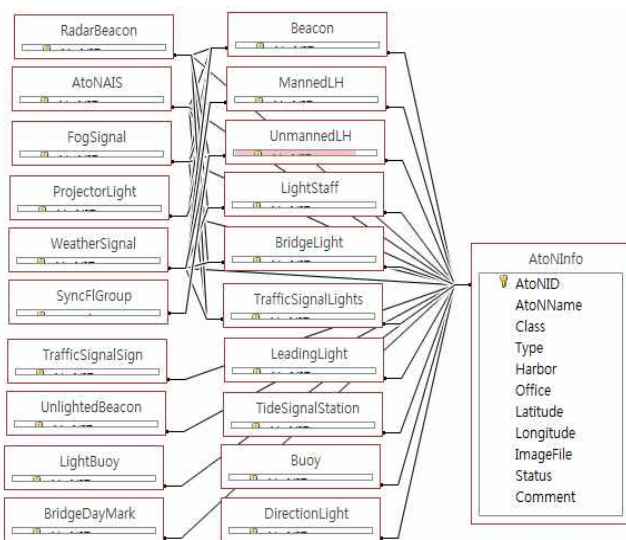 RadarBeacon
AtoNAIS
FogSignal
ProjectorLight
WeatherSignal
SyncFlGroup
TrafficSignalSign
UnlightedBeacon
LightBuoy
BridgeDayMark
Beacon
MannedLH
UnmannedLH
LightStaff
BridgeLight
TrafficSignalLights
LeadingLight
TideSignalStation
Buoy
DirectionLight
AtoNInfo
AtoNID
AtoNName
Class
Type
Harbor
Office
Latitude
Longitude
ImageFile
Status
Comment